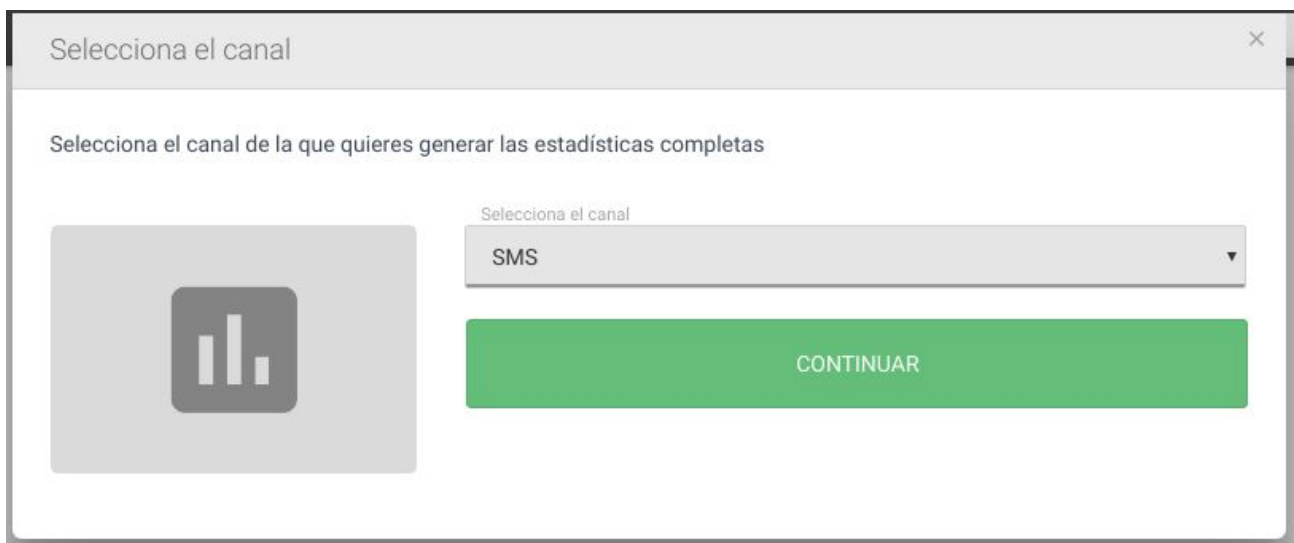 Selecciona el canal
Selecciona el canal de la que quieres generar las estadísticas completas
Selecciona el canal
SMS
CONTINUAR